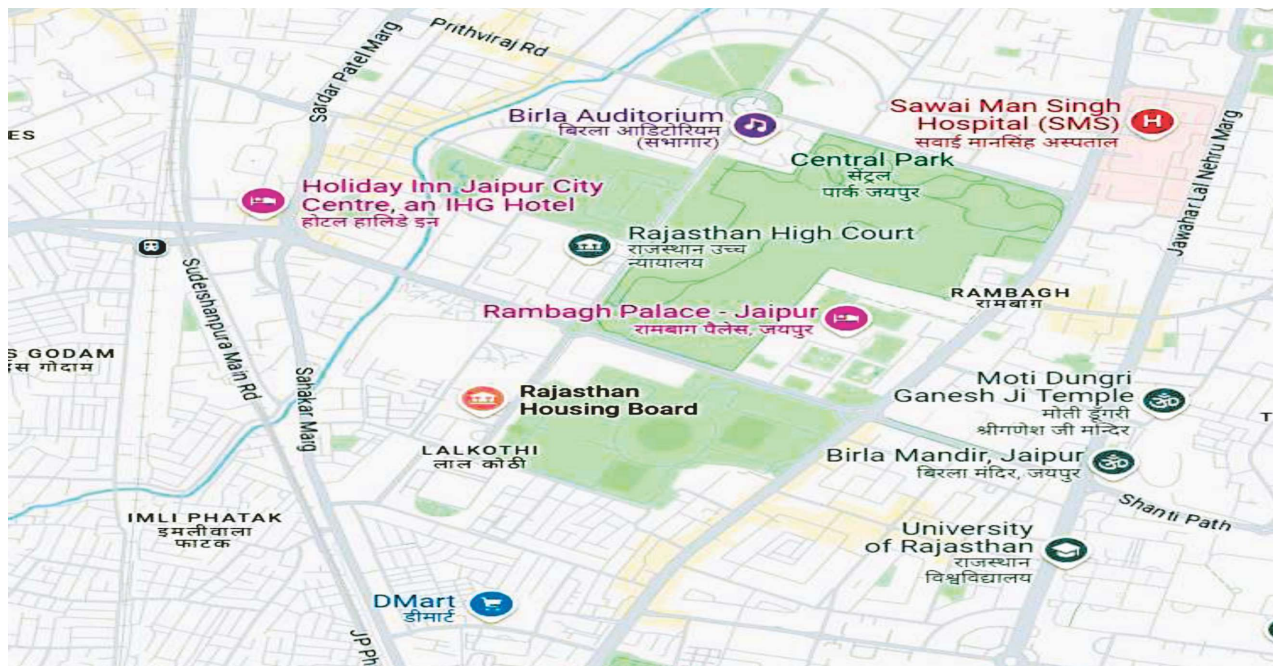 Prithviraj Rd
Sardar Patel Marg
ES
Birla Auditorium
बिरला आडिटोरियम
(सभागार)
Sawai Man Singh
Hospital (SMS)
सवाई मानसिंह अस्पताल
Central Park
सेंट्रल
पार्क जयपुर
Jawahar Lal Nehru Marg
Holiday Inn Jaipur City
Centre, an IHG Hotel
होटल हालिडे इन
Rajasthan High Court
राजस्थान उच्च
न्यायालय
Sudershanpura Main Rd
RAMBAGH
रामबाग़
Rambagh Palace - Jaipur
रामबाग पैलेस, जयपुर
S GODAM
इस गोदाम
Sahakar Marg
Rajasthan
Housing Board
Moti Dungri
Ganesh Ji Temple
मोती डूँगरी
श्रीगणेश जी मन्दिर
T
LALKOTHI
लाल कोठी
Birla Mandir, Jaipur
बिरला मंदिर, जयपुर
Shanti Path
IMLI PHATAK
इमलीवाला
फाटक
University
of Rajasthan
राजस्थान
विश्वविद्यालय
DMart
डीमार्ट
JP Ph